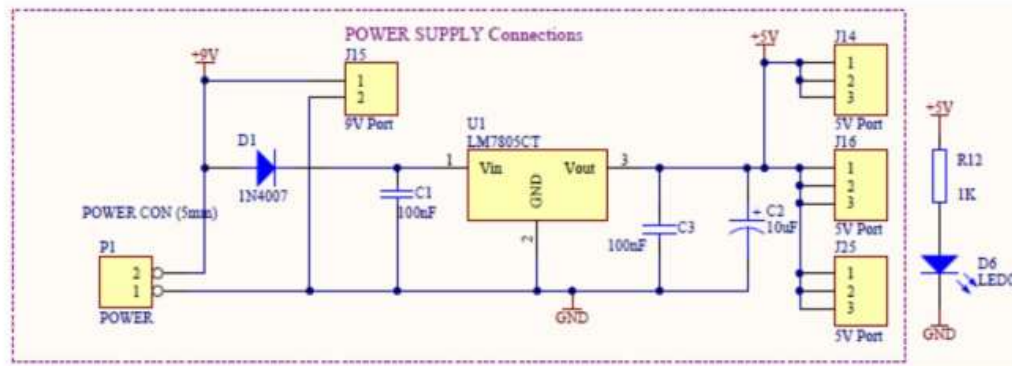 POWER SUPPLY Connections
+9V
J15
1
2
9V Port
+5V
J14
1
2
3
5V Port
D1
1N4007
U1
LM7805CT
1
Vin
Vout
3
GND
2
C1
100nF
C3
100nF
C2
+
10uF
J16
1
2
3
5V Port
J25
1
2
3
5V Port
POWER CON (5mm)
P1
2
1
POWER
GND
+5V
R12
1K
D6
GND